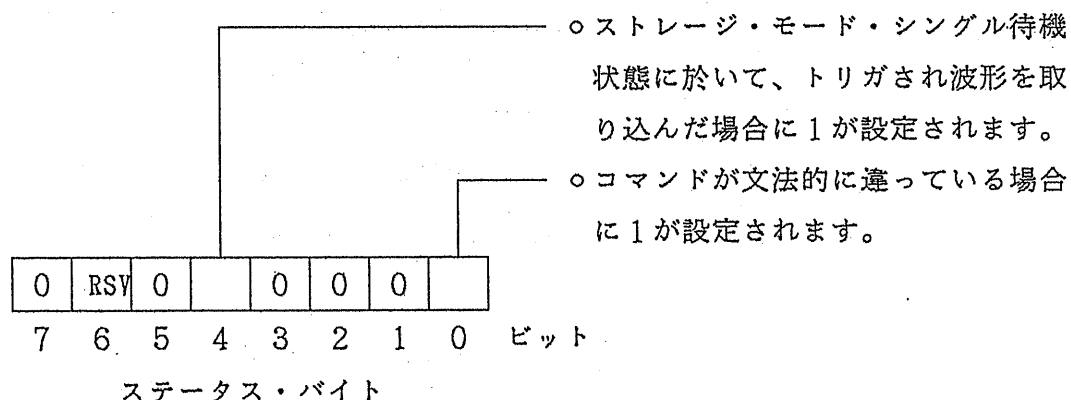 ○ストレージ・モード・シングル待機
状態に於いて、トリガされ波形を取
り込んだ場合に1が設定されます。
○コマンドが文法的に違っている場合
に1が設定されます。
0 RSV 0 0 0 0
7 6 5 4 3 2 1 0 ビット
ステータス・バイト